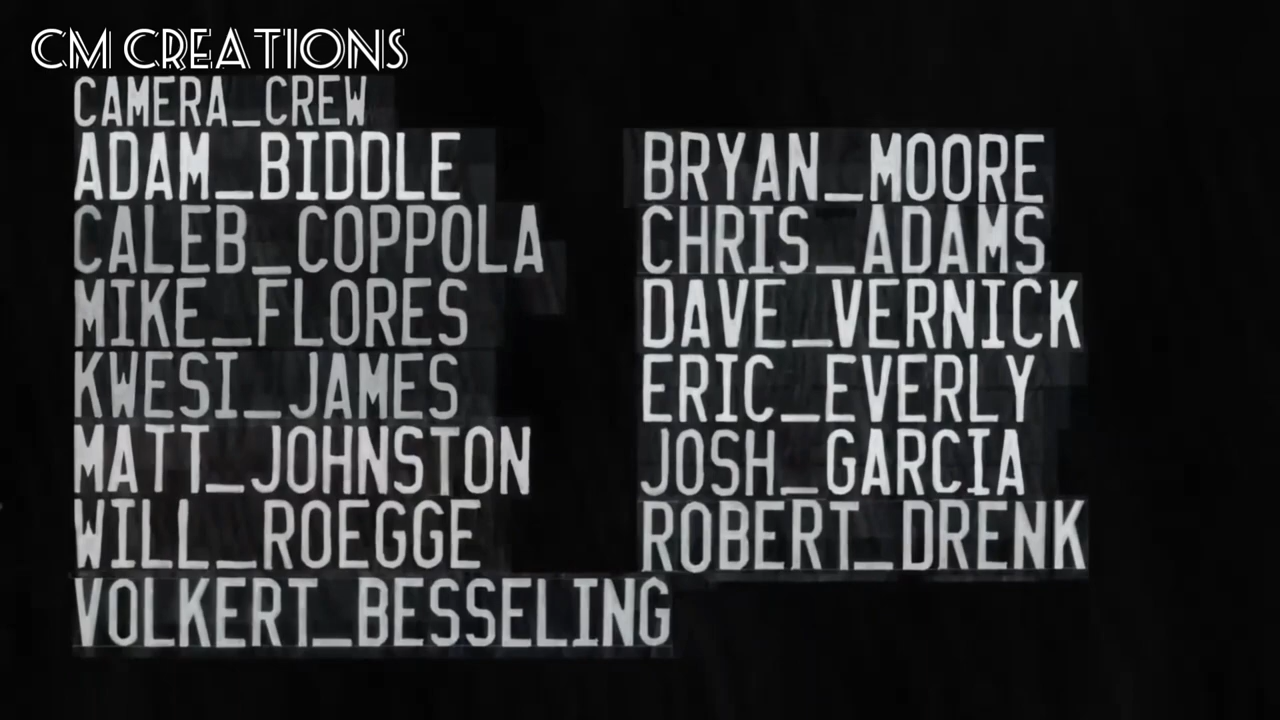 CM CREATIONS
CAMERA_CREW
ADAM_BIDDLE
CALEB_COPPOLA
MIKE_FLORES
KWESI_JAMES
MATT_JOHNSTON
WILL_ROEGGE
VOLKERT_BESSELING
BRYAN_MOORE
CHRIS_ADAMS
DAVE_VERNICK
ERIC_EVERLY
JOSH_GARCIA
ROBERT_DRENK